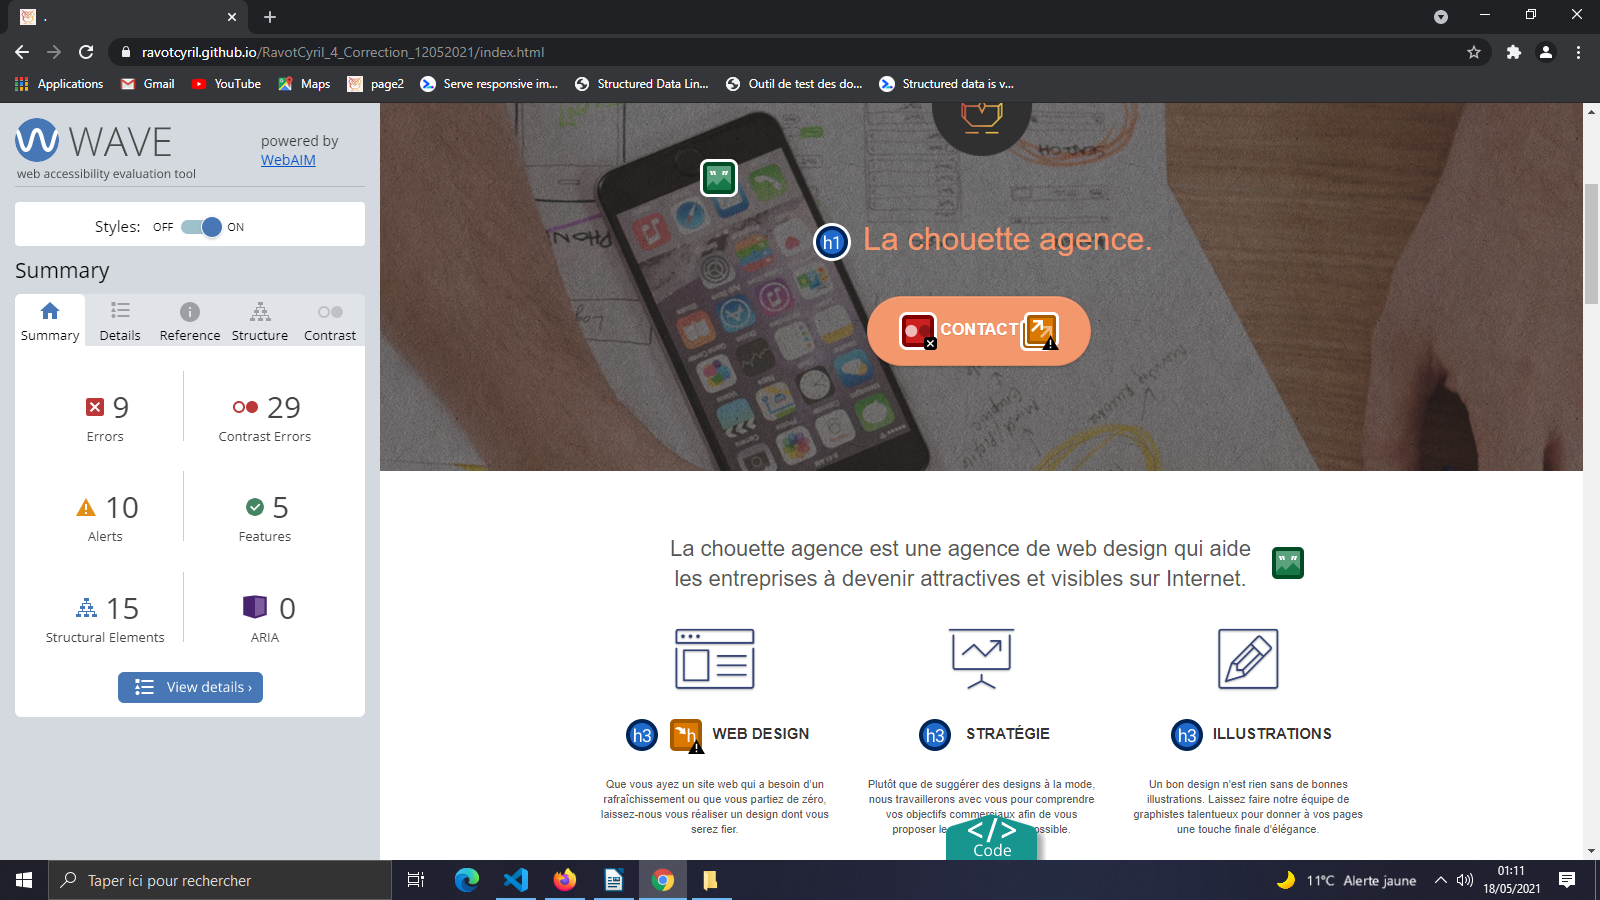 .
ravotcyril.github.io/RavotCyril_4_Correction_12052021/index.html
Applications Gmail YouTube Maps page2 Serve responsive im... Structured Data Lin... Outil de test des do... Structured data is v...
WAVE
web accessibility evaluation tool
powered by
WebAIM
Styles: OFF ON
Summary
Summary Details Reference Structure Contrast
9
Errors
29
Contrast Errors
10
Alerts
5
Features
15
Structural Elements
0
ARIA
View details ›
h1 La chouette agence.
CONTACT
La chouette agence est une agence de web design qui aide
les entreprises à devenir attractives et visibles sur Internet.
h3 h WEB DESIGN
Que vous ayez un site web qui a besoin d'un
rafraîchissement ou que vous partiez de zéro,
laissez-nous vous réaliser un design dont vous
serez fier.
h3 STRATÉGIE
Plutôt que de suggérer des designs à la mode,
nous travaillerons avec vous pour comprendre
vos objectifs commerciaux afin de vous
proposer
h3 ILLUSTRATIONS
Un bon design n'est rien sans de bonnes
illustrations. Laissez faire notre équipe de
graphistes talentueux pour donner à vos pages
une touche finale d'élégance.
</>
Code
Taper ici pour rechercher
11°C Alerte jaune
01:11
18/05/2021